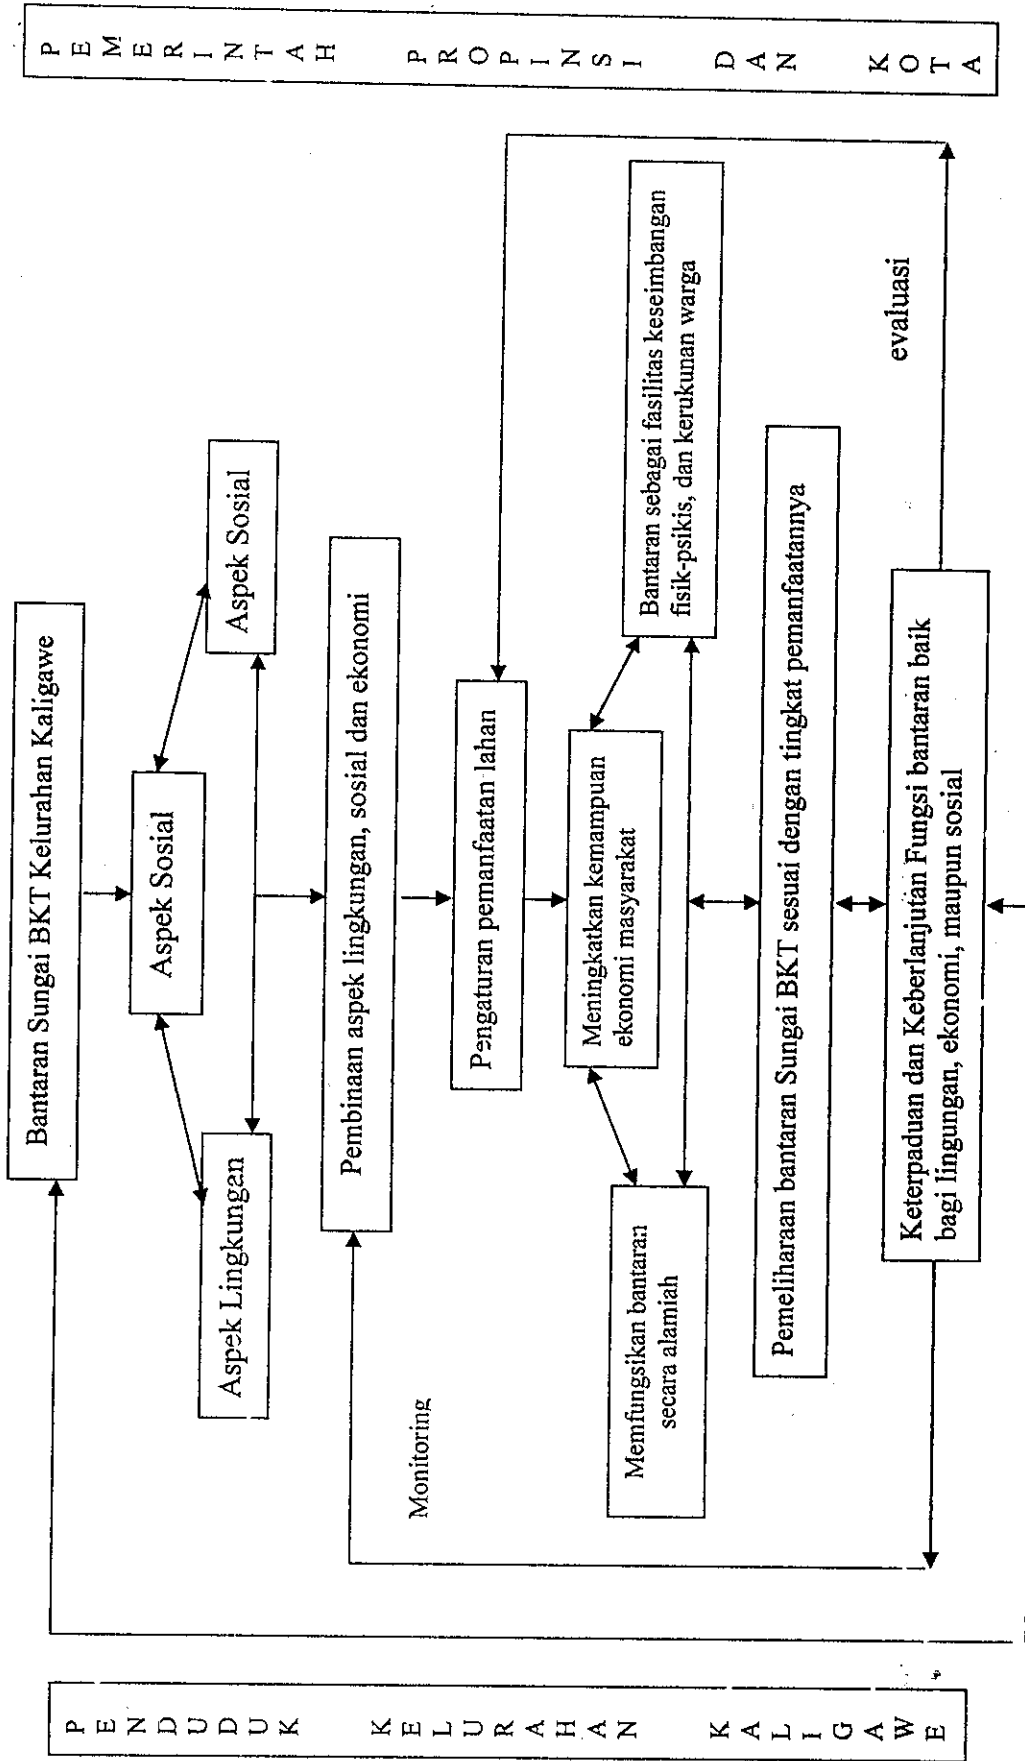 Bantaran Sungai BKT Kelurahan Kaligawe
Aspek Sosial
Aspek Lingkungan
Aspek Sosial
Pembinaan aspek lingkungan, sosial dan ekonomi
Monitoring
Pengaturan pemanfaatan lahan
Memfungsikan bantaran
secara alamiah
Meningkatkan kemampuan
ekonomi masyarakat
Bantaran sebagai fasilitas keseimbangan
fisik-psikis, dan kerukunan warga
Pemeliharaan bantaran Sungai BKT sesuai dengan tingkat pemanfaatannya
evaluasi
Keterpaduan dan Keberlanjutan Fungsi bantaran baik
bagi lingungan, ekonomi, maupun sosial
PENDUDUK KELURAHAN KALIGAWE
PEMERINTAH PROPINSI DAN KOTA